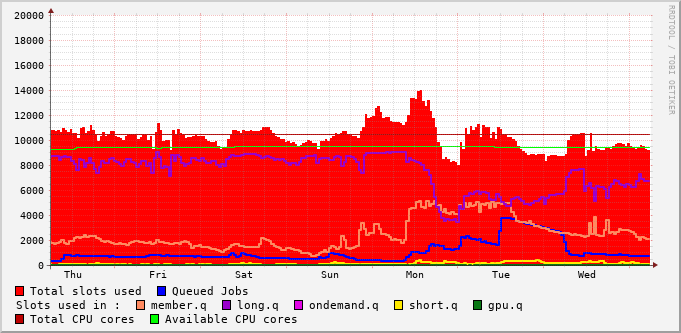 RRDTOOL / TOBI OETIKER
20000
18000
16000
14000
12000
10000
8000
6000
4000
2000
0
Thu Fri Sat Sun Mon Tue Wed
Total slots used Queued Jobs
Slots used in : member.q long.q ondemand.q short.q gpu.q
Total CPU cores Available CPU cores